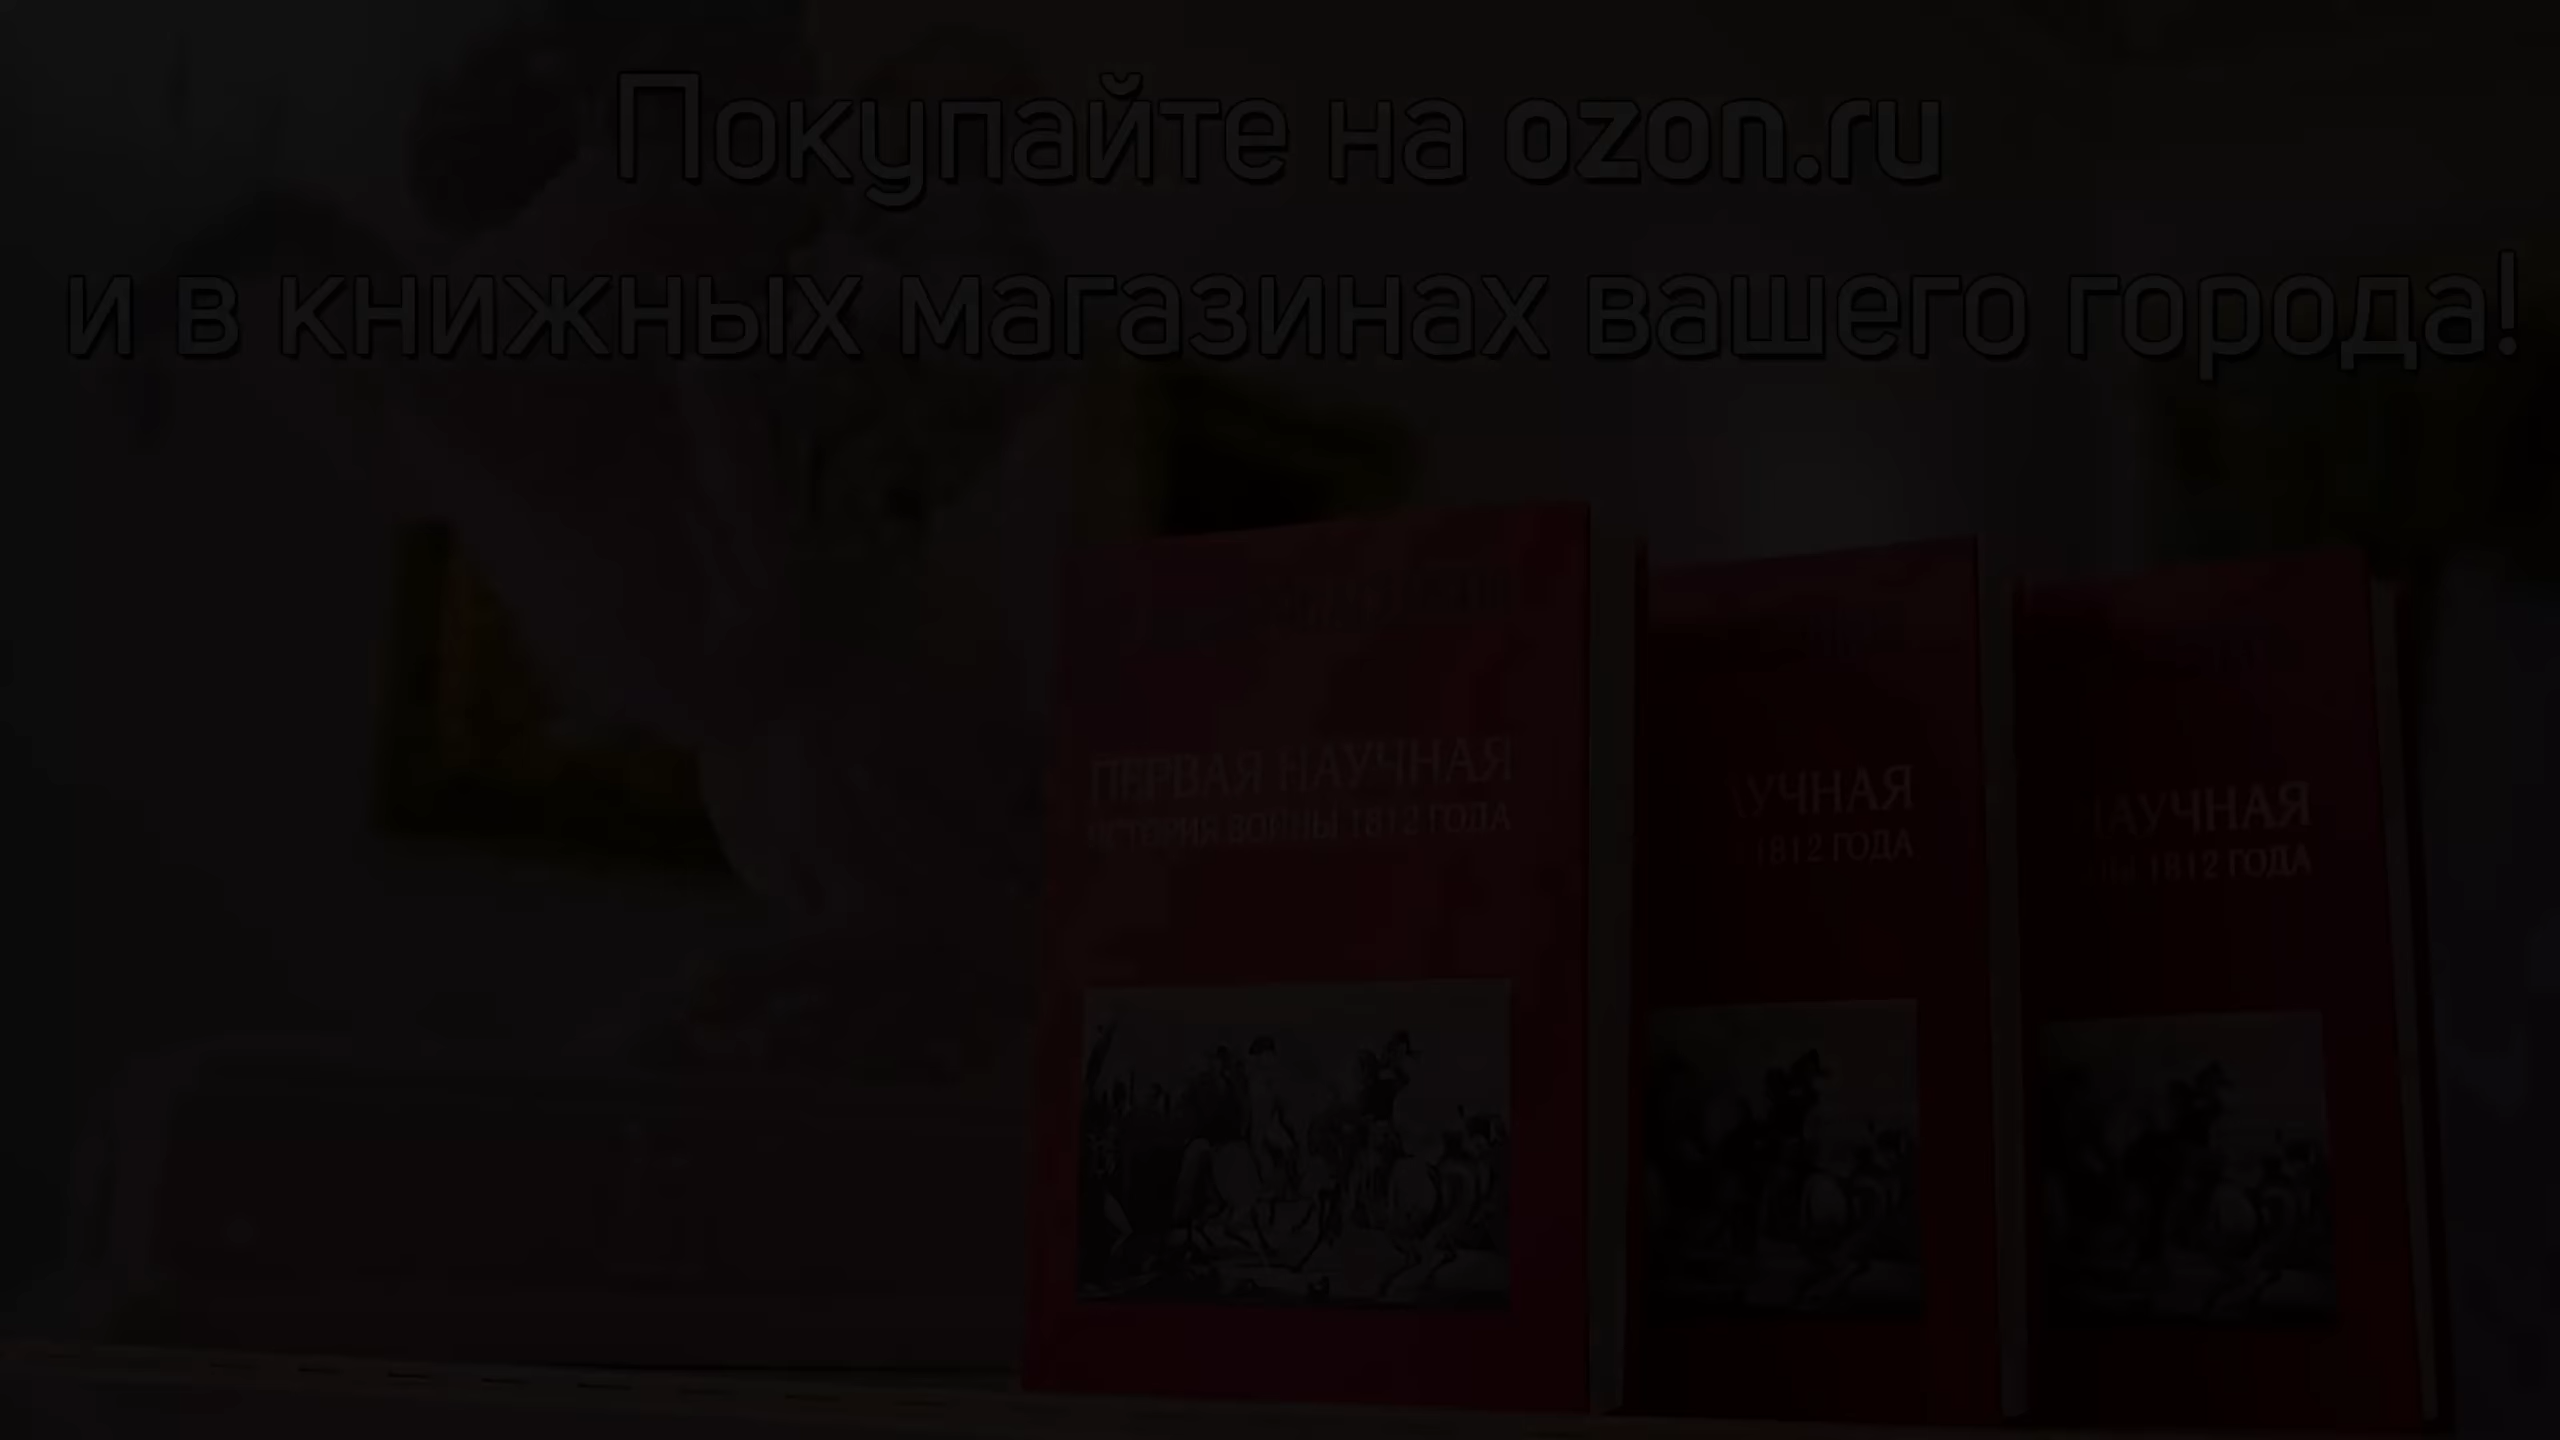 Покупайте на ozon.ru
и в книжных магазинах вашего города!
ПЕРВАЯ НАУЧНАЯ
ИСТОРИЯ ВОЙНЫ 1812 ГОДА
УЧНАЯ
1812 ГОДА
НАУЧНАЯ
1812 ГОДА